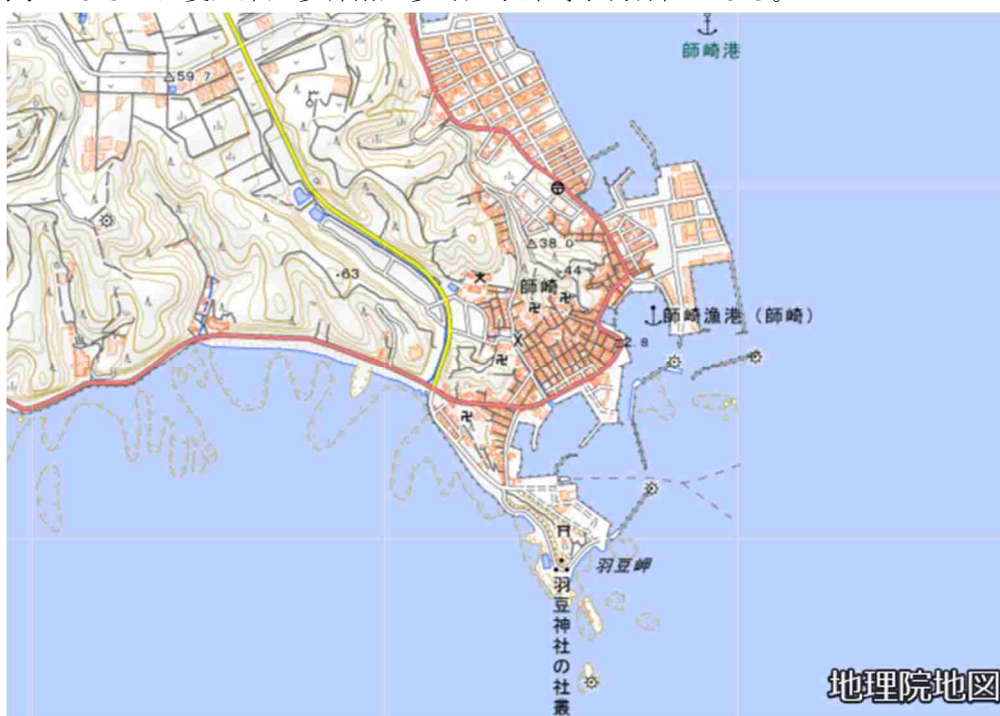 師崎港
59.7
38.0
44
63
師崎
師崎漁港（師崎）
2.8
羽豆岬
羽豆神社の社叢
地理院地図